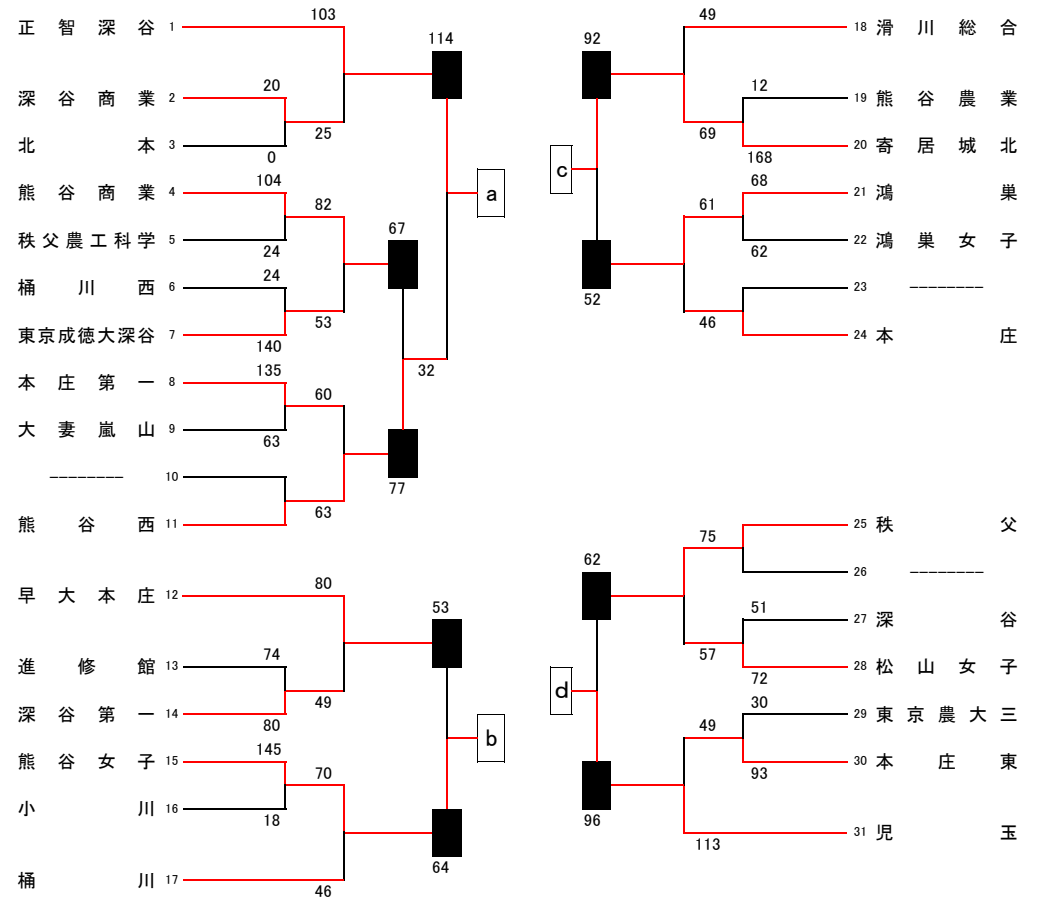 103
正智深谷 1
114
20
深谷商業 2
25
北本 3
0
104
熊谷商業 4
82
67
a
秩父農工科学 5
24
24
桶川西 6
53
東京成徳大深谷 7
140
135
本庄第一 8
60
32
大妻嵐山 9
63
77
-------- 10
63
熊谷西 11
80
早大本庄 12
53
74
進修館 13
49
深谷第一 14
80
b
145
熊谷女子 15
70
小川 16
18
64
桶川 17
46
49
92
18 滑川総合
12
19 熊谷農業
69
20 寄居城北
168
c
68
61
21 鴻巣
22 鴻巣女子
62
52
23 --------
46
24 本庄
75
25 秩父
62
26 --------
51
27 深谷
57
28 松山女子
72
d
30
49
29 東京農大三
30 本庄東
93
96
31 児玉
113